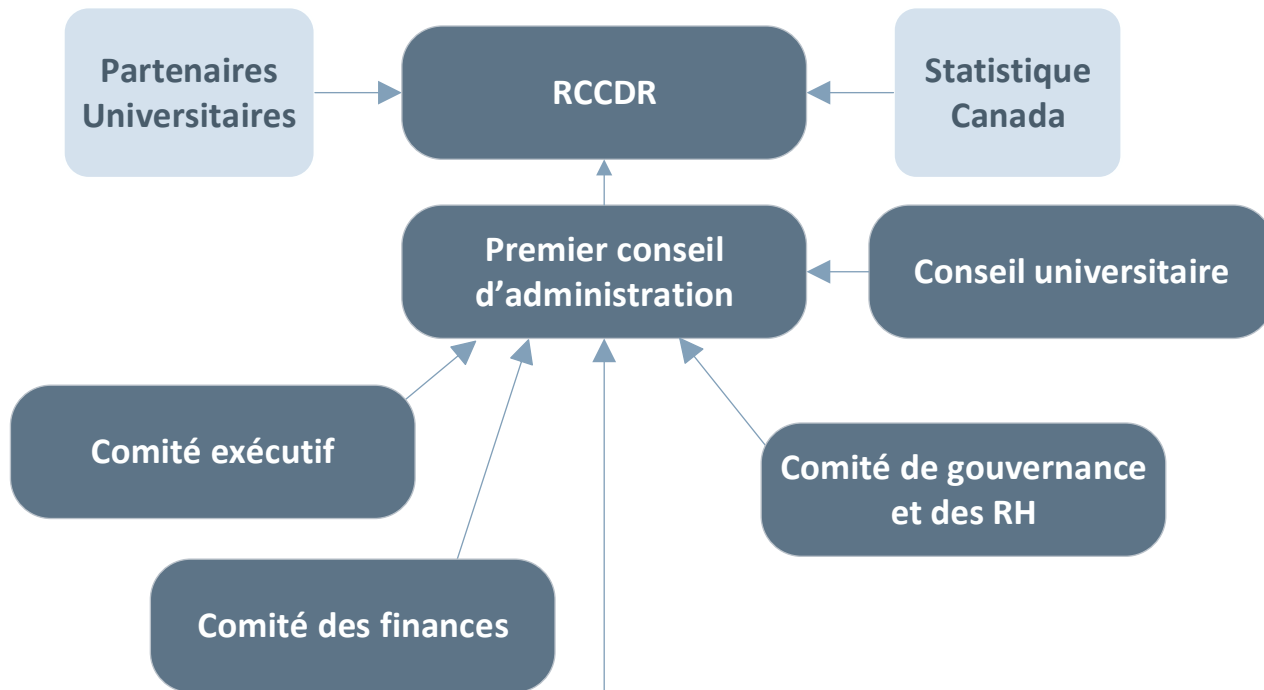 Partenaires
Universitaires
RCCDR
Statistique
Canada
Premier conseil
d’administration
Conseil universitaire
Comité exécutif
Comité de gouvernance
et des RH
Comité des finances